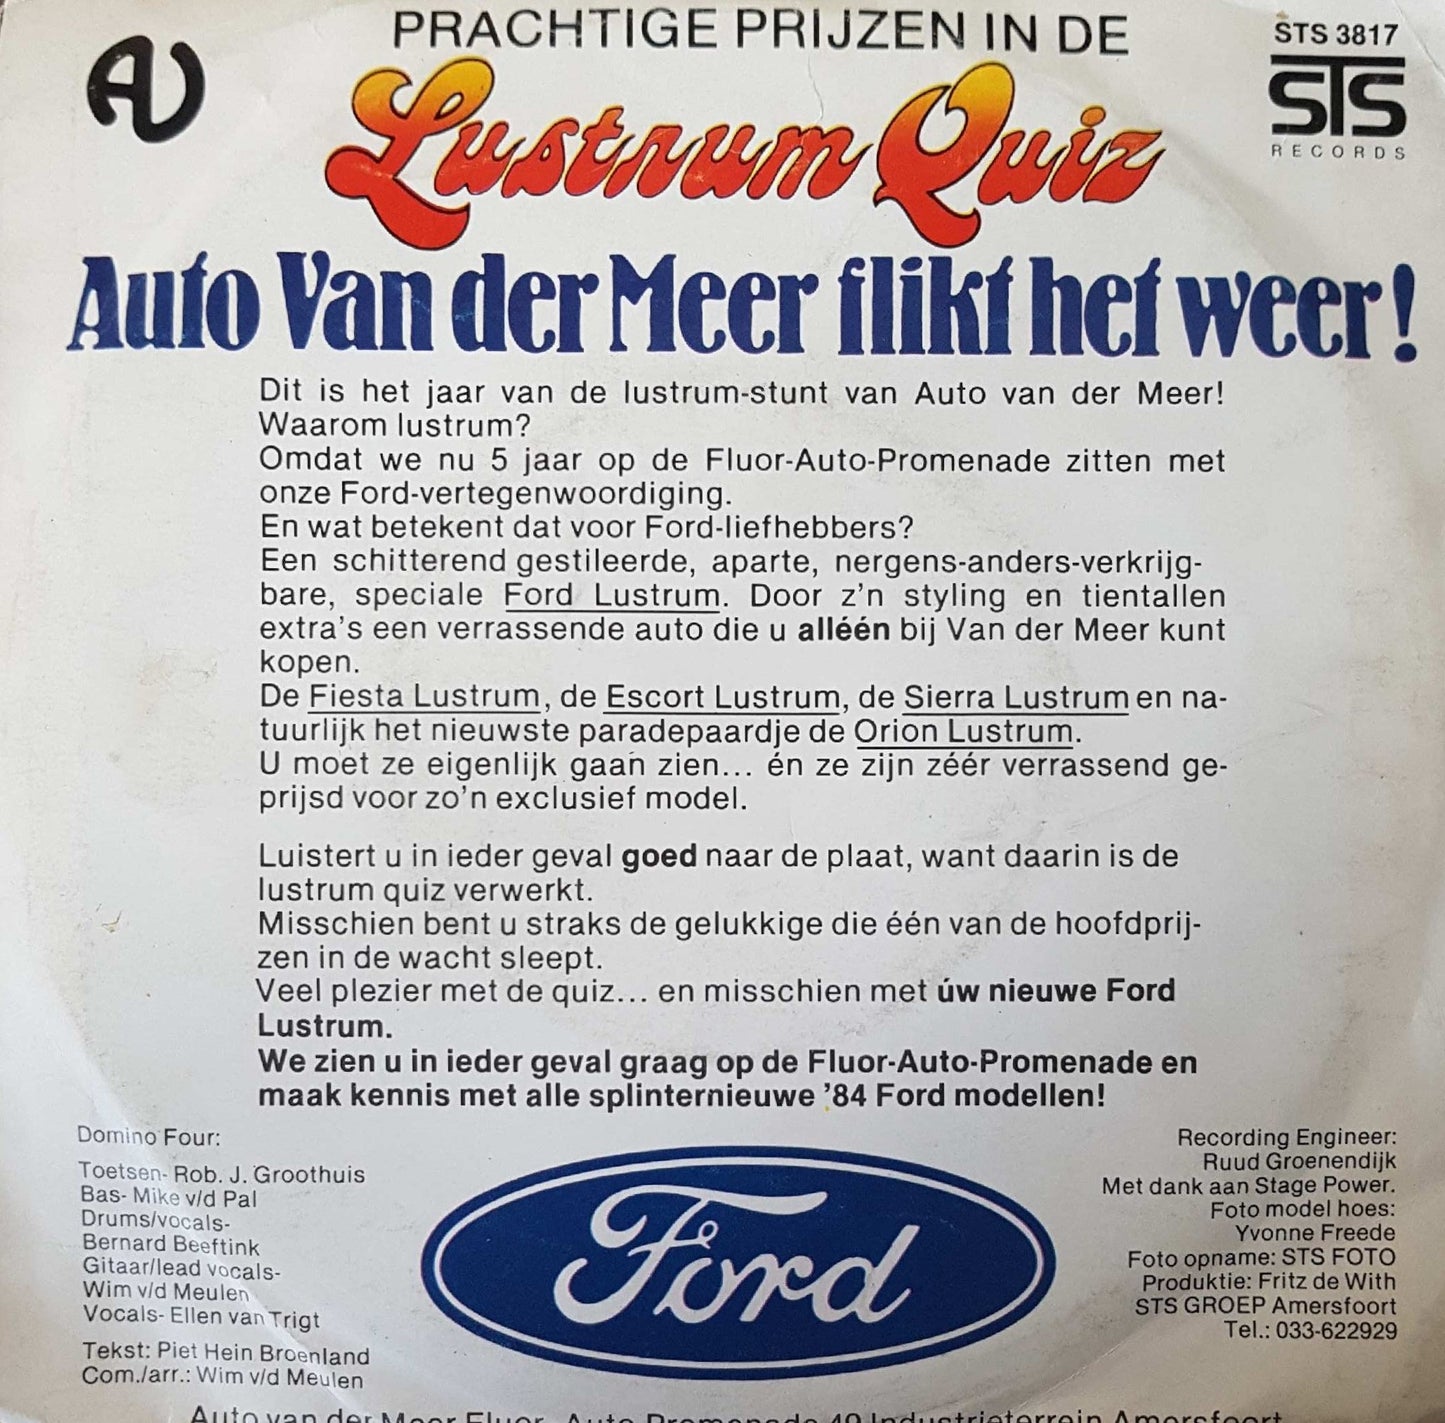 PRACHTIGE PRIJZEN IN DE
AU
STS 3817
STS
RECORDS
Lustrum Quiz
Auto Van der Meer flikt het weer!
Dit is het jaar van de lustrum-stunt van Auto van der Meer!
Waarom lustrum?
Omdat we nu 5 jaar op de Fluor-Auto-Promenade zitten met
onze Ford-vertegenwoordiging.
En wat betekent dat voor Ford-liefhebbers?
Een schitterend gestileerde, aparte, nergens-anders-verkrijg-
bare, speciale Ford Lustrum. Door z'n styling en tientallen
extra's een verrassende auto die u alléén bij Van der Meer kunt
kopen.
De Fiesta Lustrum, de Escort Lustrum, de Sierra Lustrum en na-
tuurlijk het nieuwste paradepaardje de Orion Lustrum.
U moet ze eigenlijk gaan zien... én ze zijn zéér verrassend ge-
prijsd voor zo'n exclusief model.
Luistert u in ieder geval goed naar de plaat, want daarin is de
lustrum quiz verwerkt.
Misschien bent u straks de gelukkige die één van de hoofdprij-
zen in de wacht sleept.
Veel plezier met de quiz... en misschien met úw nieuwe Ford
Lustrum.
We zien u in ieder geval graag op de Fluor-Auto-Promenade en
maak kennis met alle splinternieuwe '84 Ford modellen!
Domino Four:
Toetsen- Rob. J. Groothuis
Bas- Mike v/d Pal
Drums/vocals-
Bernard Beeftink
Gitaar/lead vocals-
Wim v/d Meulen
Vocals- Ellen van Trigt
Tekst: Piet Hein Broenland
Com./arr.: Wim v/d Meulen
Ford
Recording Engineer:
Ruud Groenendijk
Met dank aan Stage Power.
Foto model hoes:
Yvonne Freede
Foto opname: STS FOTO
Produktie: Fritz de With
STS GROEP Amersfoort
Tel.: 033-622929
Auto van der Meer Fluor, Auto Promenade 40 Industrieterrein Amersfoort